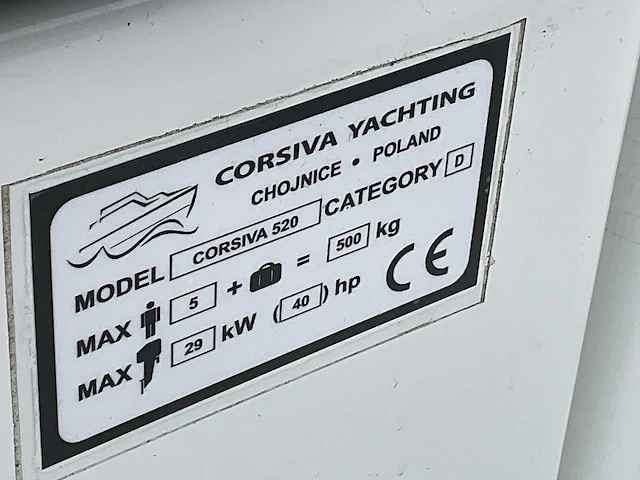 CORSIVA YACHTING
CHOJNICE • POLAND
MODEL CORSIVA 520 CATEGORY D
MAX 5 + = 500 kg
MAX 29 kW (40) hp
CE